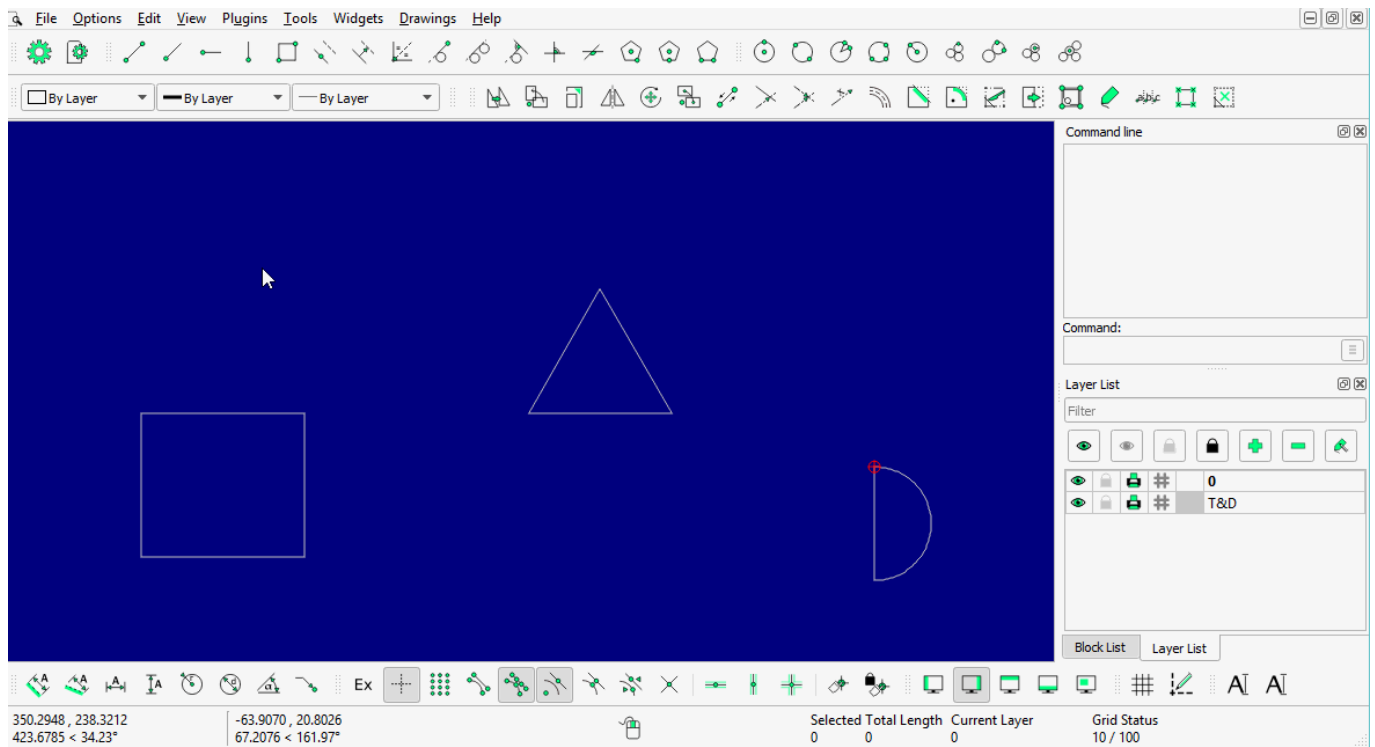 File Options Edit View Plugins Tools Widgets Drawings Help
By Layer By Layer By Layer
Command line
Command:
Layer List
Filter
0
T&D
Block List Layer List
Ex
AI AI
350.2948 , 238.3212 -63.9070 , 20.8026 Selected Total Length Current Layer Grid Status
423.6785 < 34.23° 67.2076 < 161.97° 0 0 0 10 / 100